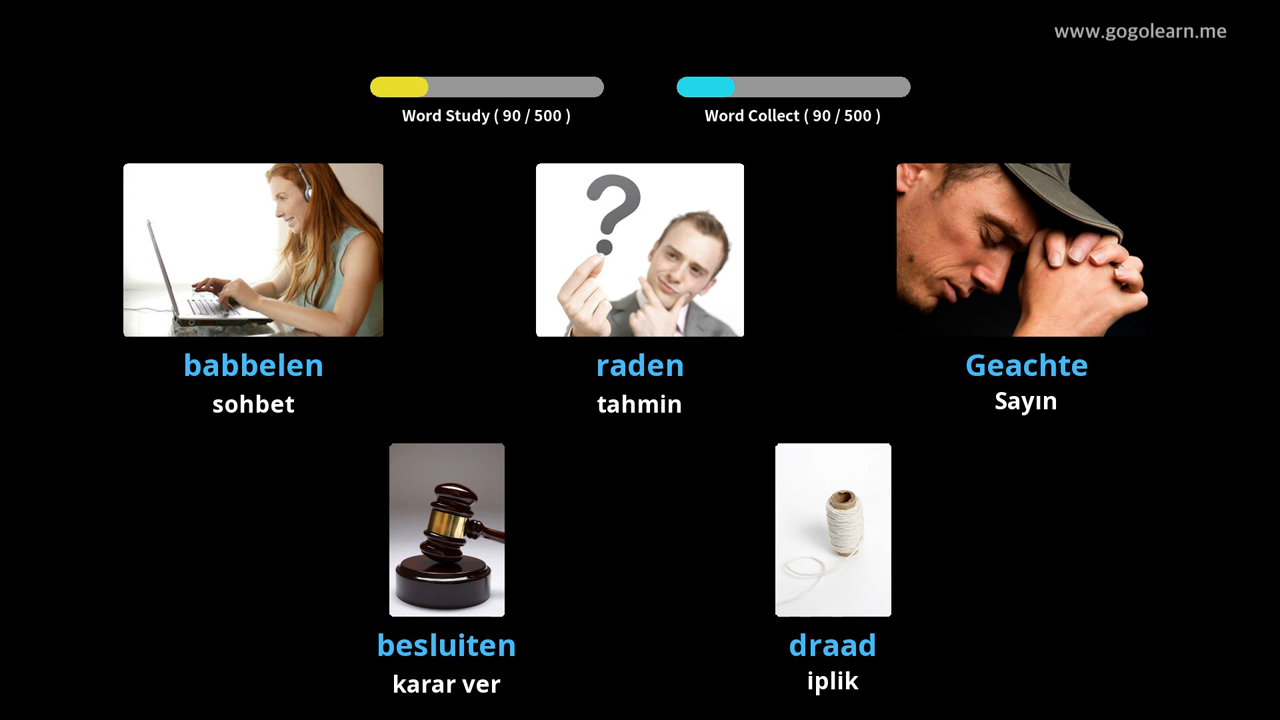 www.gogolearn.me
Word Study ( 90 / 500 )
Word Collect ( 90 / 500 )
babbelen
sohbet
raden
tahmin
Geachte
Sayın
besluiten
karar ver
draad
iplik